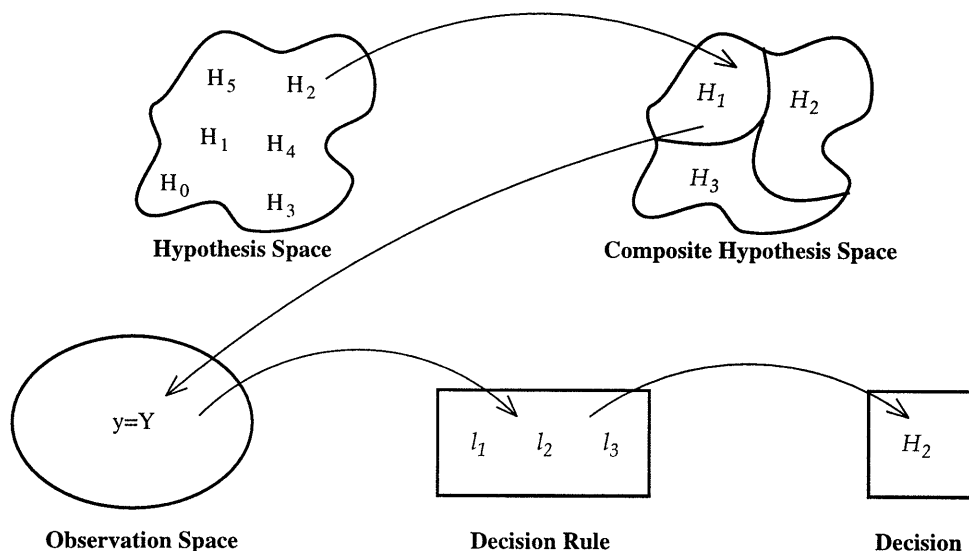 H5 H2
H1 H4
H0 H3
Hypothesis Space
H1 H2
H3
Composite Hypothesis Space
y=Y
Observation Space
l1 l2 l3
Decision Rule
H2
Decision